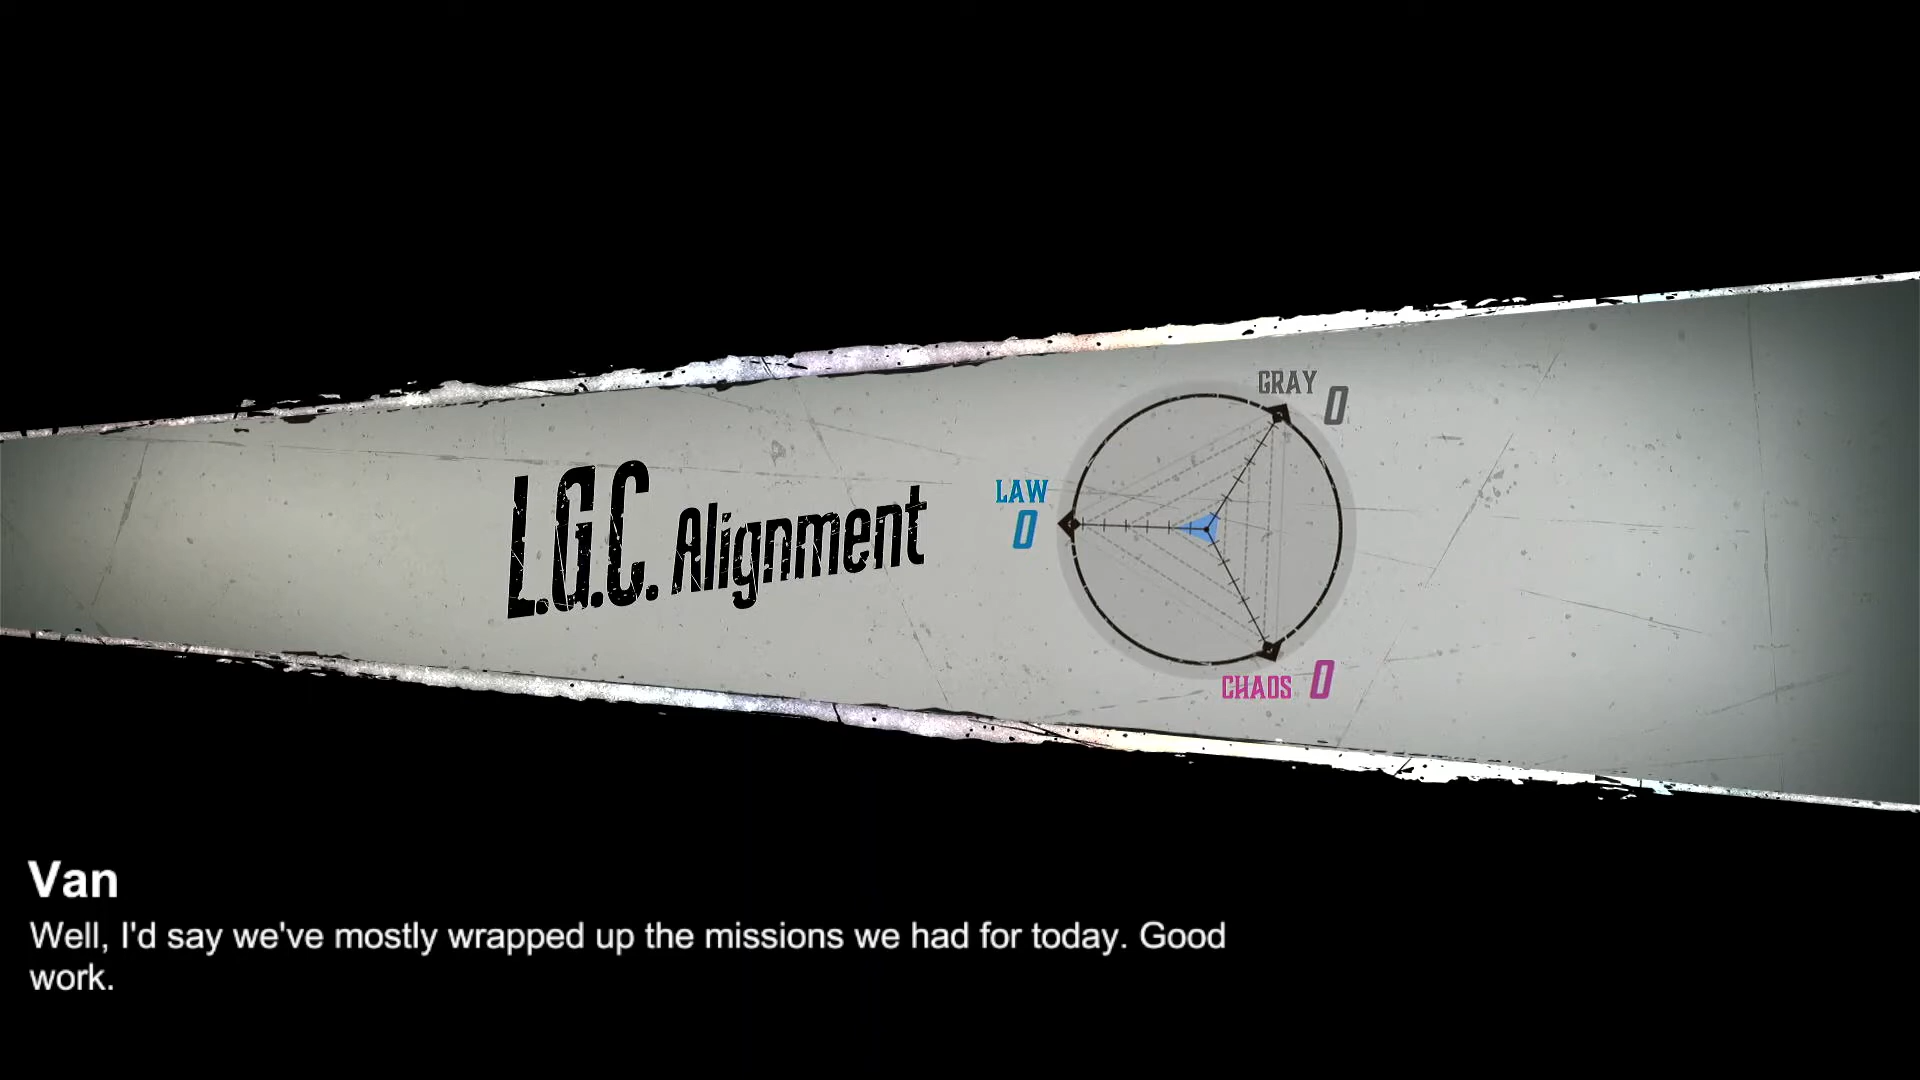 GRAY 0
LAW
0
L.G.C. Alignment
CHAOS 0
Van
Well, I'd say we've mostly wrapped up the missions we had for today. Good
work.